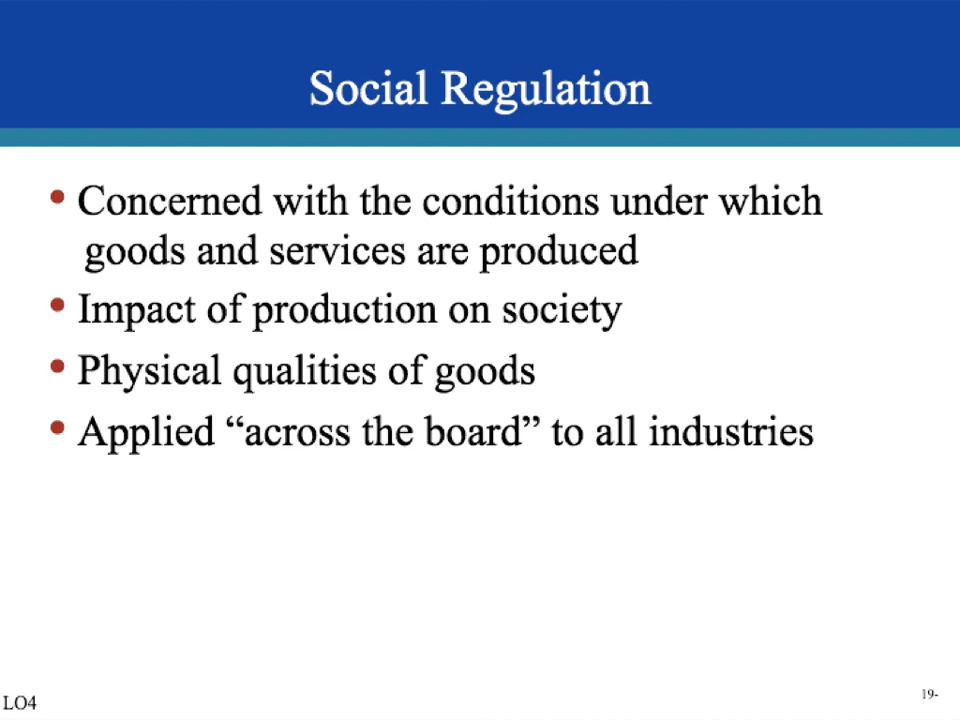 Social Regulation
• Concerned with the conditions under which
goods and services are produced
• Impact of production on society
• Physical qualities of goods
• Applied “across the board” to all industries
LO4
19-